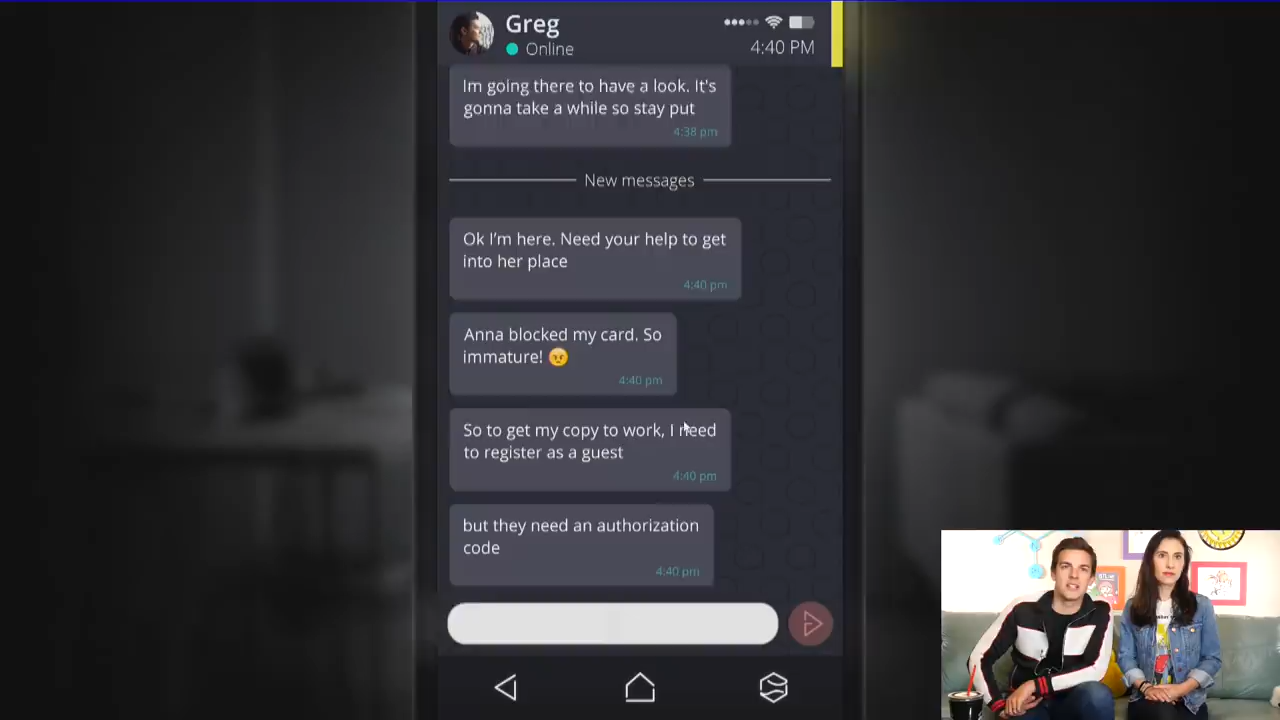 Greg
Online
4:40 PM
Im going there to have a look. It's
gonna take a while so stay put
4:38 pm
New messages
Ok I'm here. Need your help to get
into her place
4:40 pm
Anna blocked my card. So
immature! 😠
4:40 pm
So to get my copy to work, I need
to register as a guest
4:40 pm
but they need an authorization
code
4:40 pm